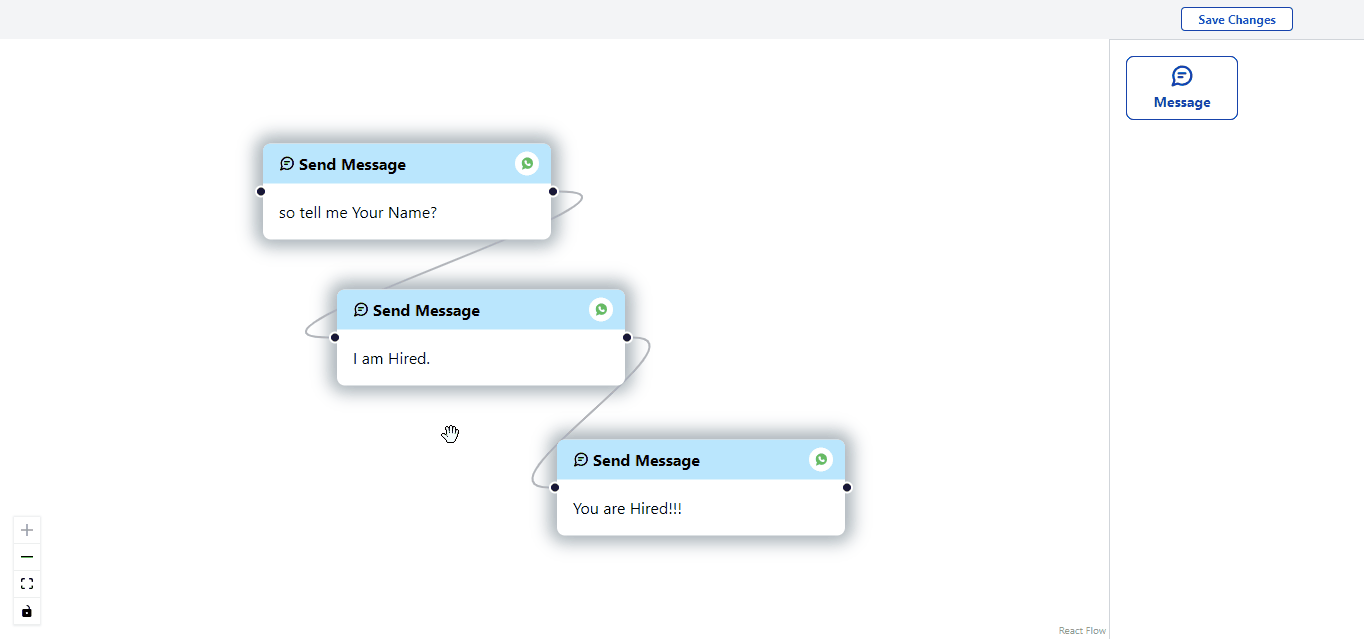 Save Changes
Message
Send Message
so tell me Your Name?
Send Message
I am Hired.
Send Message
You are Hired!!!
React Flow